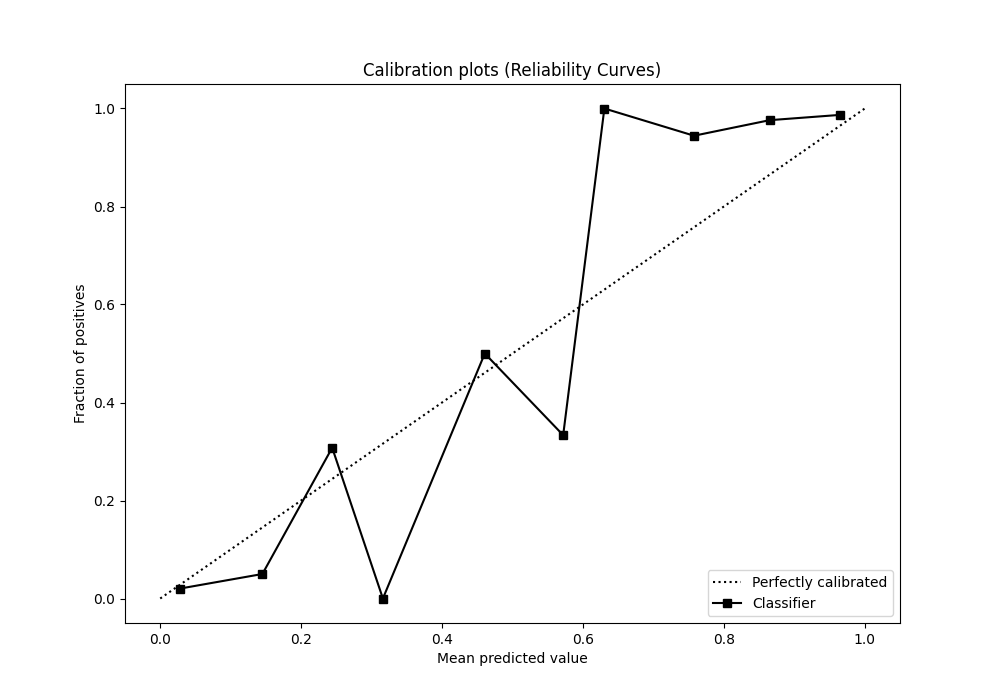 Calibration plots (Reliability Curves)
1.0
0.8
0.6
0.4
0.2
0.0
Fraction of positives
0.0 0.2 0.4 0.6 0.8 1.0
Mean predicted value
Perfectly calibrated
Classifier